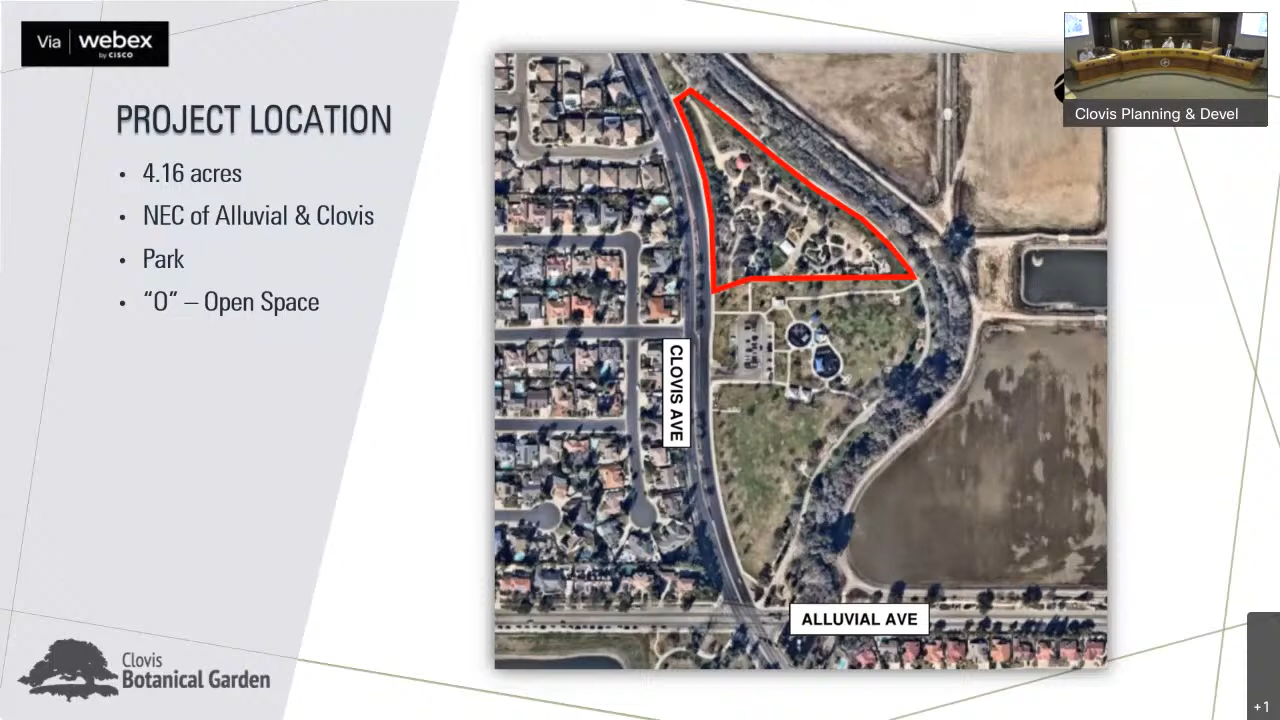 Via webex
by CISCO
PROJECT LOCATION
• 4.16 acres
• NEC of Alluvial & Clovis
• Park
• “O” – Open Space
CLOVIS AVE
ALLUVIAL AVE
Clovis Planning & Devel
Clovis
Botanical Garden
+1